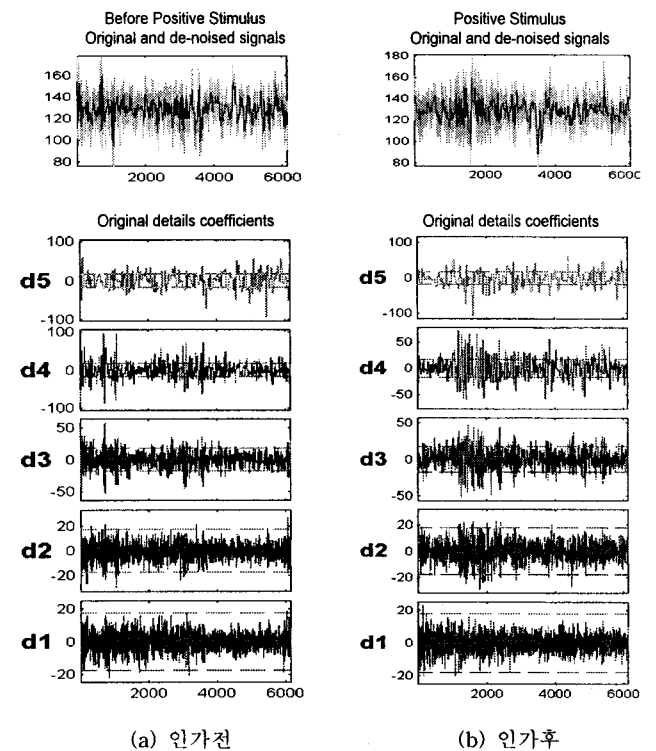 Before Positive Stimulus
Original and de-noised signals
160
140
120
100
80
2000
4000
6000
Original details coefficients
100
d5 0
-100
100
d4 0
-100
50
d3 0
-50
20
d2 0
-20
20
d1 0
-20
2000
4000
6000
(a) 인가전
Positive Stimulus
Original and de-noised signals
180
160
140
120
100
80
2000
4000
6000
Original details coefficients
100
d5 0
-100
50
d4 0
-50
50
d3 0
-50
20
d2 0
-20
20
d1 0
-20
2000
4000
6000
(b) 인가후